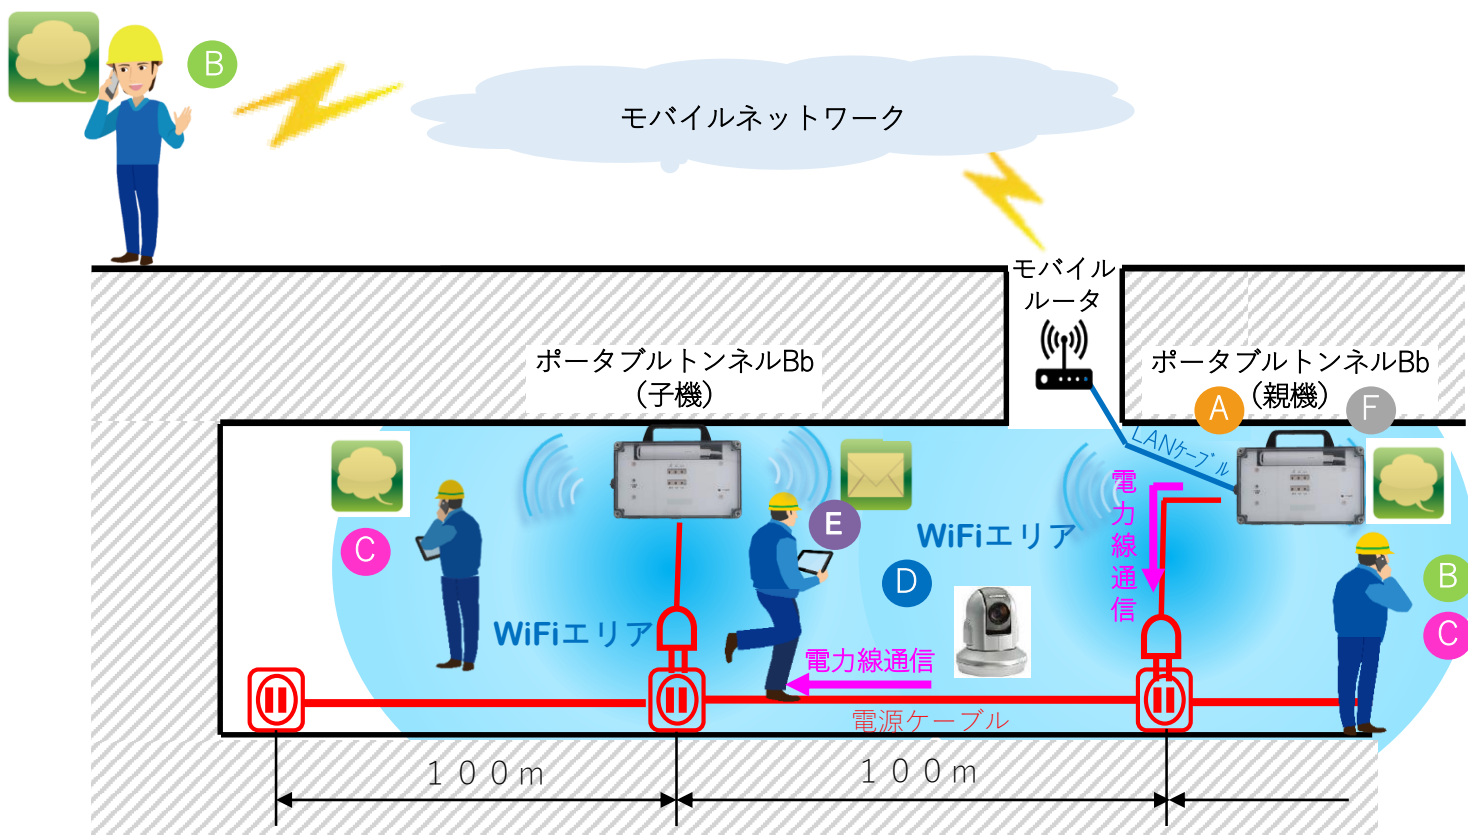 B
モバイルネットワーク
モバイル
ルータ
ポータブルトンネルBb
(子機)
ポータブルトンネルBb
(親機)
A
F
LANケーブル
電力線通信
WiFiエリア
E
C
D
B
C
WiFiエリア
電力線通信
電源ケーブル
100m
100m